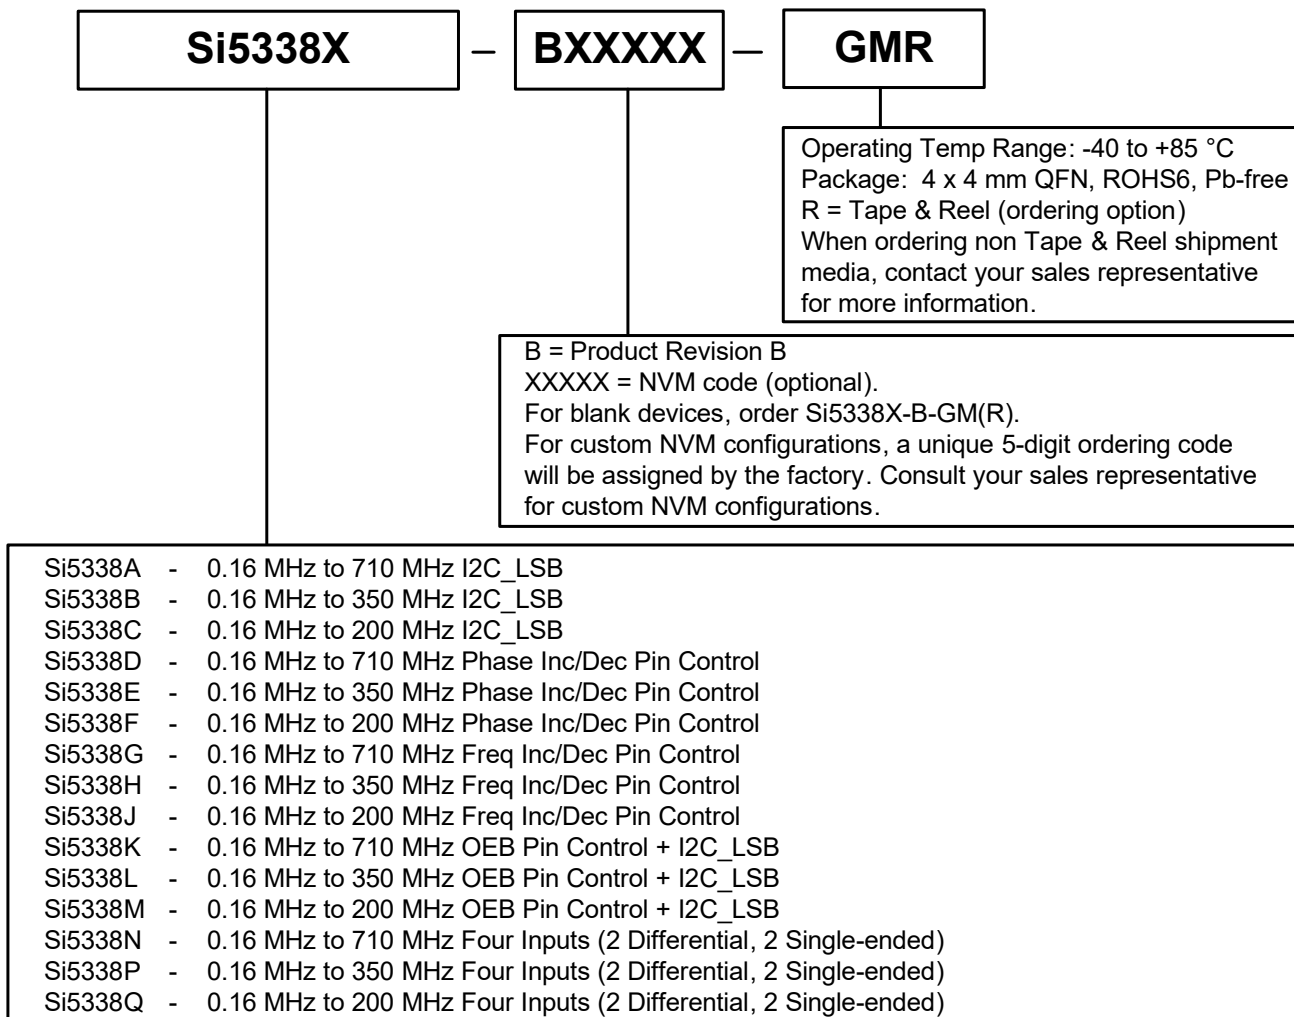 Si5338X – BXXXXX – GMR
Operating Temp Range: -40 to +85 °C
Package: 4 x 4 mm QFN, ROHS6, Pb-free
R = Tape & Reel (ordering option)
When ordering non Tape & Reel shipment
media, contact your sales representative
for more information.
B = Product Revision B
XXXXX = NVM code (optional).
For blank devices, order Si5338X-B-GM(R).
For custom NVM configurations, a unique 5-digit ordering code
will be assigned by the factory. Consult your sales representative
for custom NVM configurations.
Si5338A - 0.16 MHz to 710 MHz I2C_LSB
Si5338B - 0.16 MHz to 350 MHz I2C_LSB
Si5338C - 0.16 MHz to 200 MHz I2C_LSB
Si5338D - 0.16 MHz to 710 MHz Phase Inc/Dec Pin Control
Si5338E - 0.16 MHz to 350 MHz Phase Inc/Dec Pin Control
Si5338F - 0.16 MHz to 200 MHz Phase Inc/Dec Pin Control
Si5338G - 0.16 MHz to 710 MHz Freq Inc/Dec Pin Control
Si5338H - 0.16 MHz to 350 MHz Freq Inc/Dec Pin Control
Si5338J - 0.16 MHz to 200 MHz Freq Inc/Dec Pin Control
Si5338K - 0.16 MHz to 710 MHz OEB Pin Control + I2C_LSB
Si5338L - 0.16 MHz to 350 MHz OEB Pin Control + I2C_LSB
Si5338M - 0.16 MHz to 200 MHz OEB Pin Control + I2C_LSB
Si5338N - 0.16 MHz to 710 MHz Four Inputs (2 Differential, 2 Single-ended)
Si5338P - 0.16 MHz to 350 MHz Four Inputs (2 Differential, 2 Single-ended)
Si5338Q - 0.16 MHz to 200 MHz Four Inputs (2 Differential, 2 Single-ended)